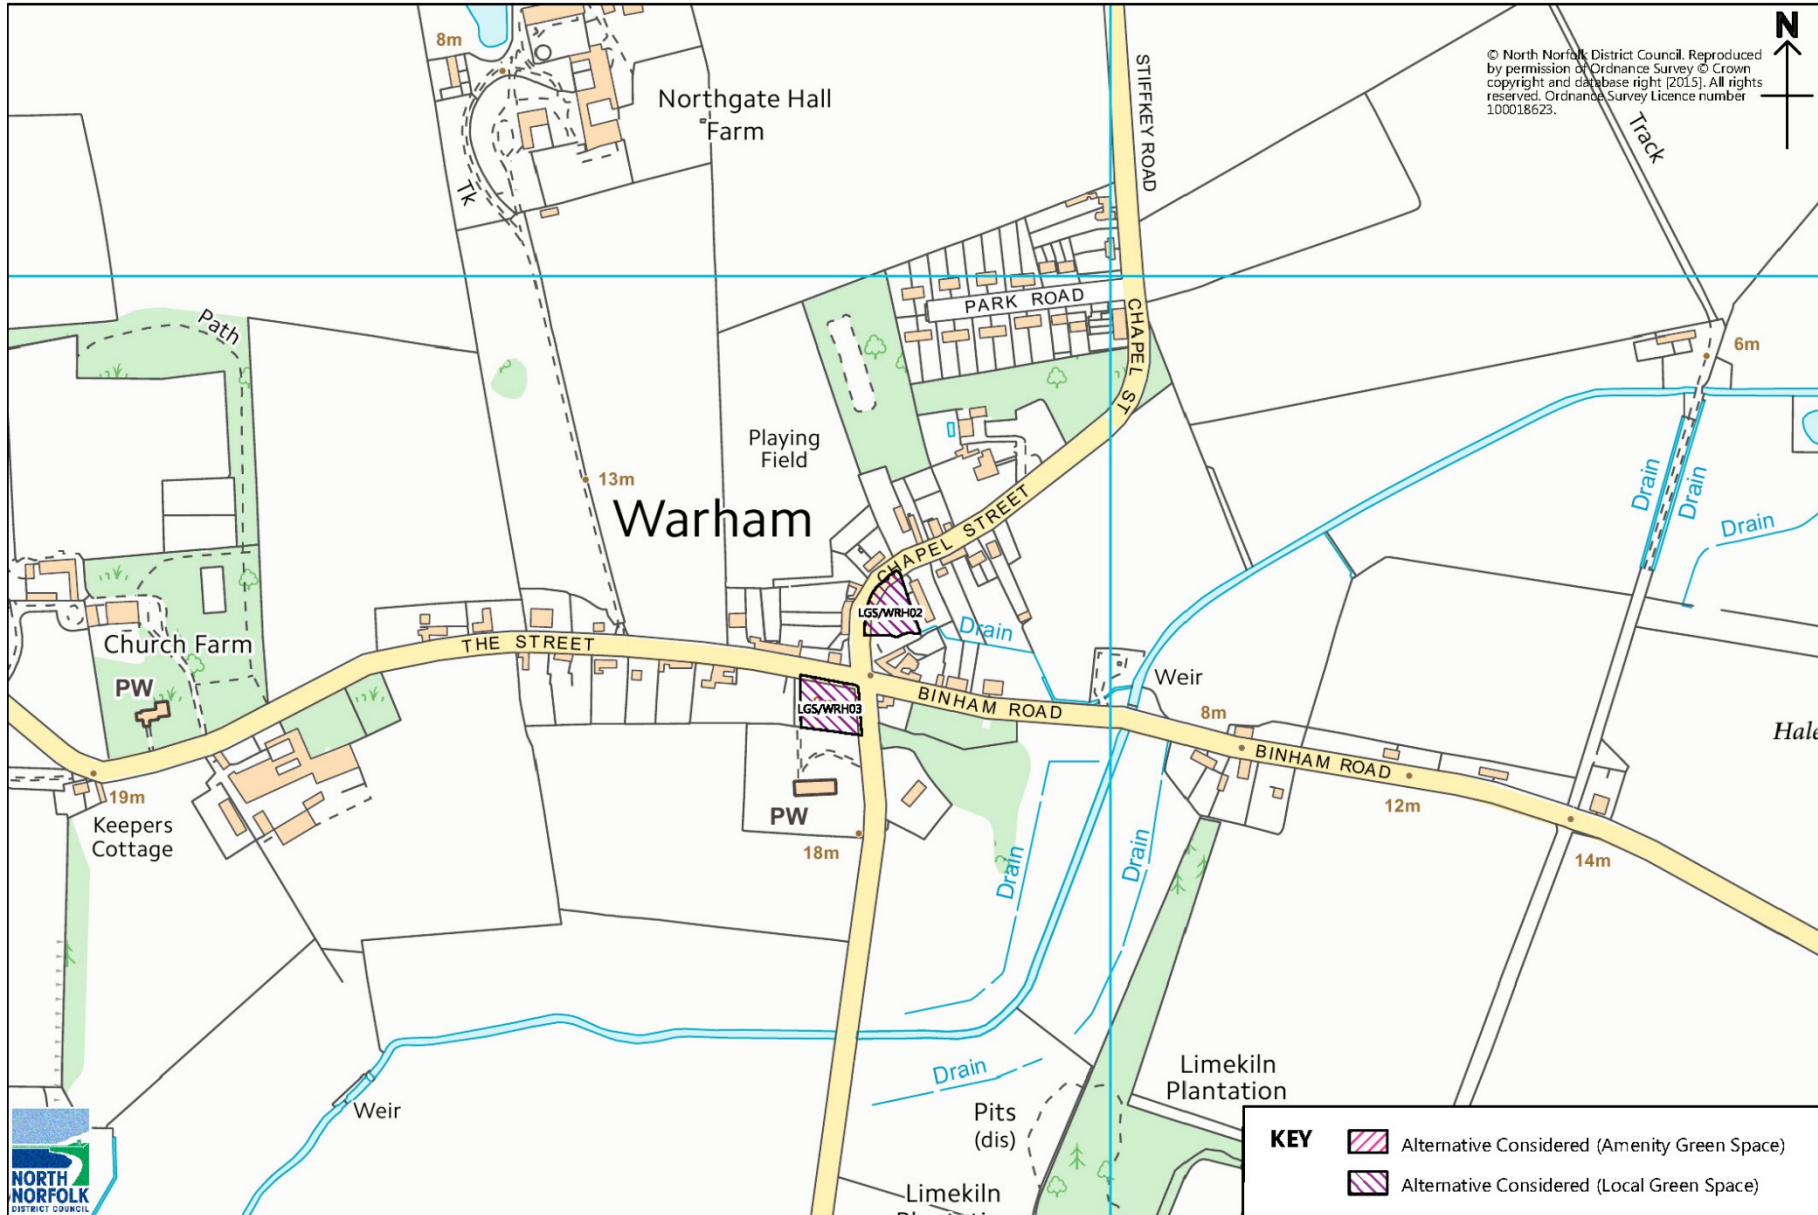 8m
N
© North Norfolk District Council. Reproduced
by permission of Ordnance Survey © Crown
copyright and database right [2015]. All rights
reserved. Ordnance Survey Licence number
100018623.
STIFFKEY ROAD
Northgate Hall
Farm
Track
Tk
PARK ROAD
CHAPEL ST
Path
6m
Playing
Field
13m
Warham
Drain
Drain
Drain
CHAPEL STREET
LGS/WRH02
Drain
Church Farm
THE STREET
PW
Weir
LGS/WRH03
BINHAM ROAD
8m
Hale
BINHAM ROAD
19m
12m
Keepers
Cottage
PW
18m
14m
Drain
Drain
Drain
Limekiln
Plantation
Weir
Pits
(dis)
Limekiln
KEY
Alternative Considered (Amenity Green Space)
Alternative Considered (Local Green Space)
NORTH
NORFOLK
DISTRICT COUNCIL